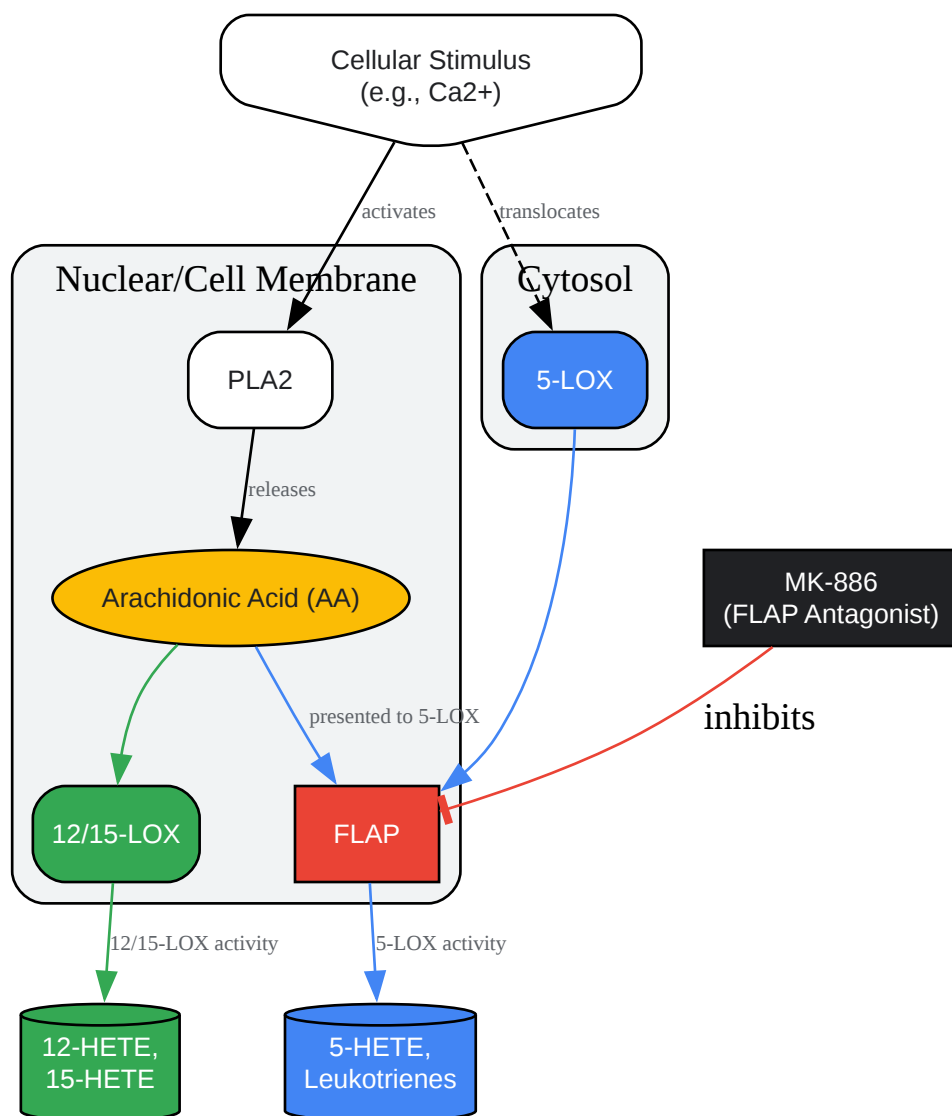 Cellular Stimulus
(e.g., Ca2+)
activates
translocates
Nuclear/Cell Membrane
Cytosol
PLA2
5-LOX
releases
Arachidonic Acid (AA)
MK-886
(FLAP Antagonist)
presented to 5-LOX
inhibits
12/15-LOX
FLAP
12/15-LOX activity
5-LOX activity
12-HETE,
15-HETE
5-HETE,
Leukotrienes